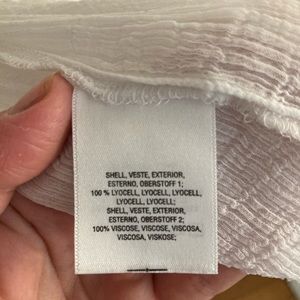 SHELL, VESTE, EXTERIOR,
ESTERNO, OBERSTOFF 1;
100 % LYOCELL, LYOCELL, LYOCELL,
LYOCELL, LYOCELL;
SHELL, VESTE, EXTERIOR,
ESTERNO, OBERSTOFF 2;
100% VISCOSE, VISCOSE, VISCOSA,
VISCOSA, VISKOSE;